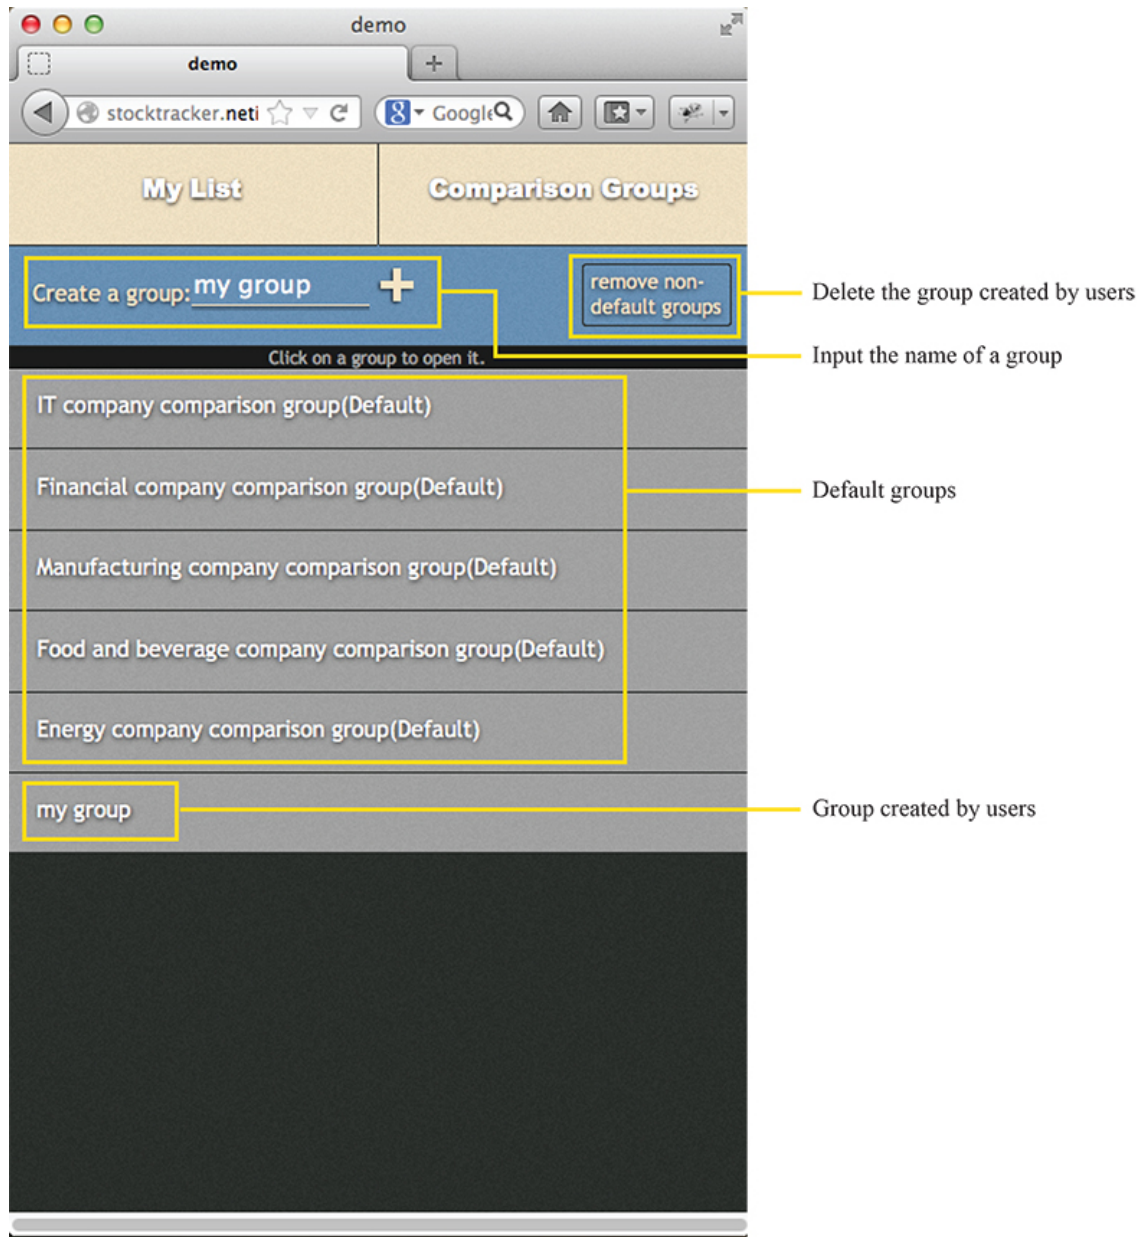 demo
demo
stocktracker.neti
Google
My List
Comparison Groups
Create a group: my group
remove non-
default groups
Delete the group created by users
Click on a group to open it.
Input the name of a group
IT company comparison group(Default)
Financial company comparison group(Default)
Default groups
Manufacturing company comparison group(Default)
Food and beverage company comparison group(Default)
Energy company comparison group(Default)
my group
Group created by users